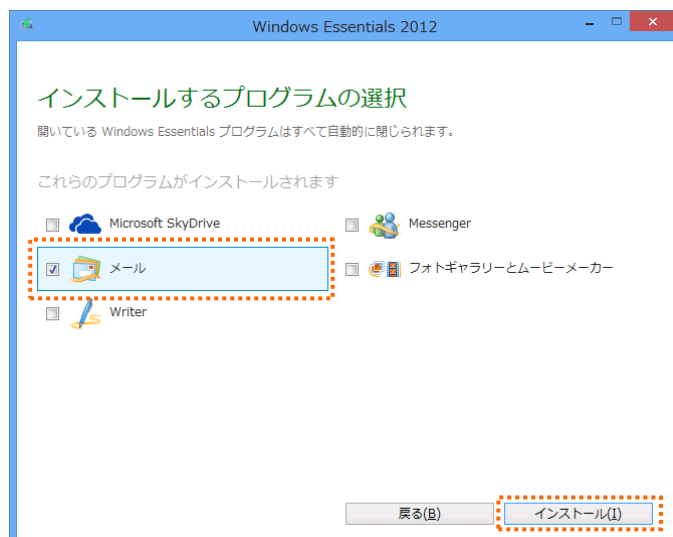 Windows Essentials 2012
インストールするプログラムの選択
開いている Windows Essentials プログラムはすべて自動的に閉じられます。
これらのプログラムがインストールされます
Microsoft SkyDrive
Messenger
メール
フォトギャラリーとムービーメーカー
Writer
戻る(B)
インストール(I)